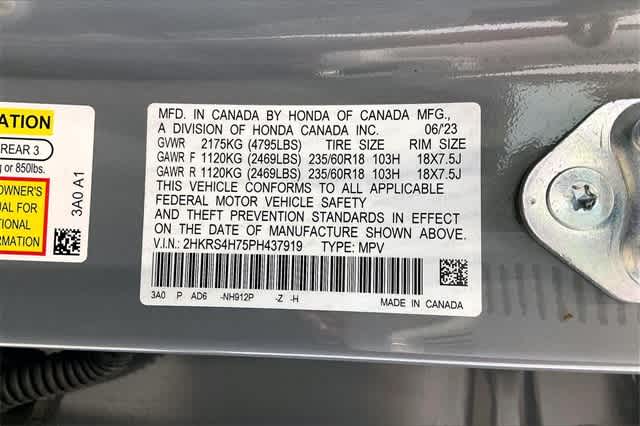 ATION
REAR 3
g or 850lbs.
OWNER'S
UAL FOR
TIONAL
RMATION
3A0 A1
MFD. IN CANADA BY HONDA OF CANADA MFG.,
A DIVISION OF HONDA CANADA INC. 06/'23
GVWR 2175KG (4795LBS) TIRE SIZE RIM SIZE
GAWR F 1120KG (2469LBS) 235/60R18 103H 18X7.5J
GAWR R 1120KG (2469LBS) 235/60R18 103H 18X7.5J
THIS VEHICLE CONFORMS TO ALL APPLICABLE
FEDERAL MOTOR VEHICLE SAFETY
AND THEFT PREVENTION STANDARDS IN EFFECT
ON THE DATE OF MANUFACTURE SHOWN ABOVE.
V.I.N.: 2HKRS4H75PH437919 TYPE: MPV
3A0 P AD6 -NH912P -Z -H
MADE IN CANADA